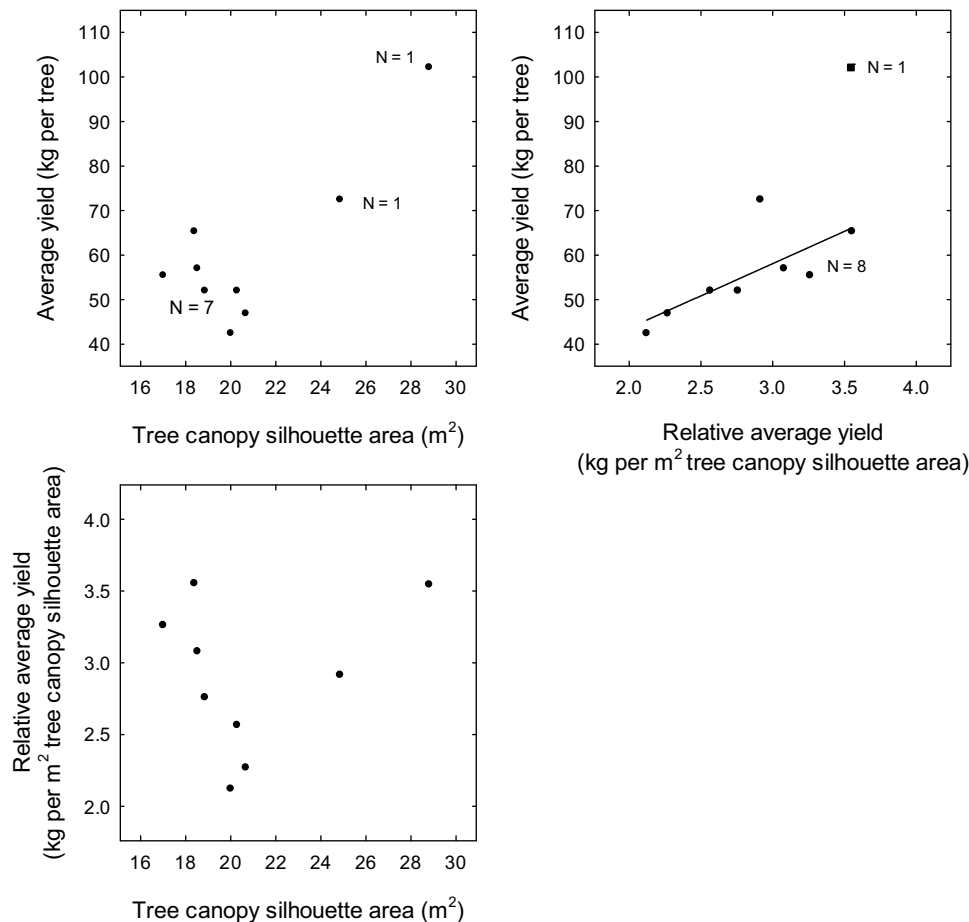 Average yield (kg per tree)
110
100
90
80
70
60
50
40
N = 1
N = 1
N = 7
16 18 20 22 24 26 28 30
Tree canopy silhouette area (m²)
Average yield (kg per tree)
110
100
90
80
70
60
50
40
N = 1
N = 8
2.0 2.5 3.0 3.5 4.0
Relative average yield
(kg per m² tree canopy silhouette area)
Relative average yield
(kg per m² tree canopy silhouette area)
4.0
3.5
3.0
2.5
2.0
16 18 20 22 24 26 28 30
Tree canopy silhouette area (m²)